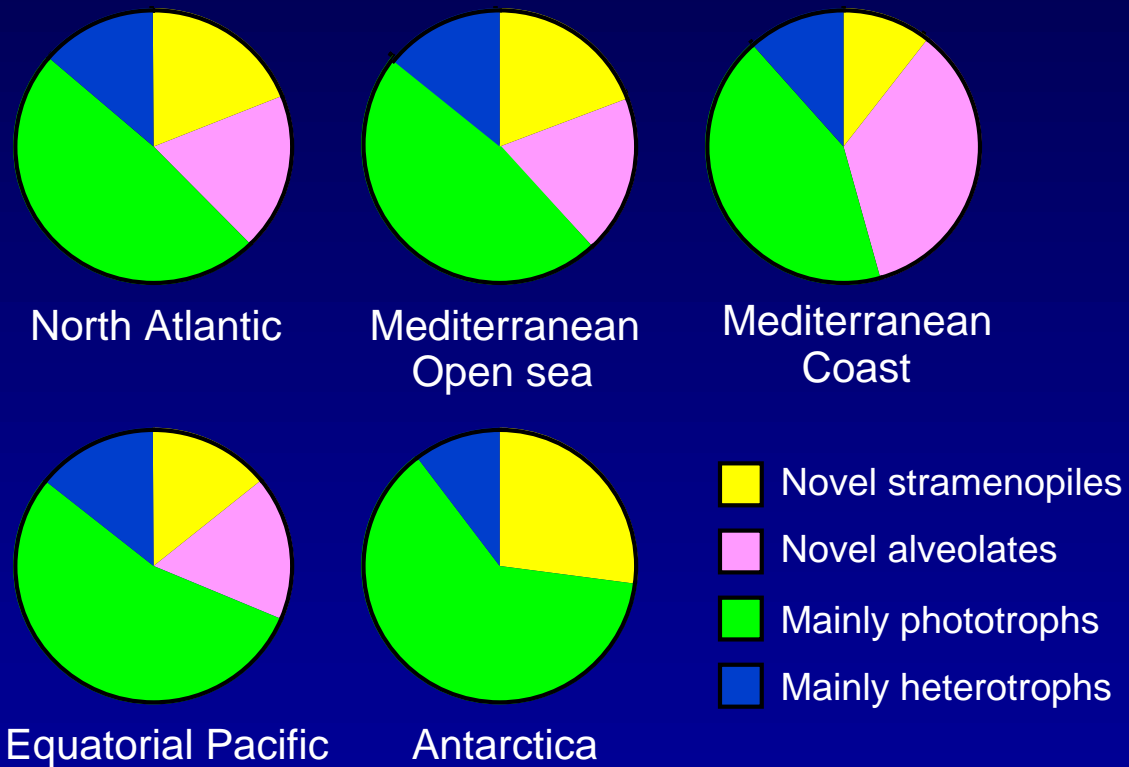 North Atlantic
Mediterranean
Open sea
Mediterranean
Coast
Equatorial Pacific
Antarctica
Novel stramenopiles
Novel alveolates
Mainly phototrophs
Mainly heterotrophs